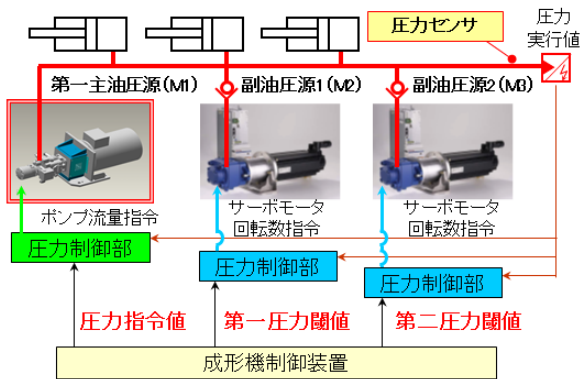 圧力センサ
圧力
実行値
第一主油圧源(M1)
副油圧源1(M2)
副油圧源2(M3)
ポンプ流量指令
サーボモータ
回転数指令
サーボモータ
回転数指令
圧力制御部
圧力制御部
圧力制御部
圧力指令値
第一圧力閾値
第二圧力閾値
成形機制御装置